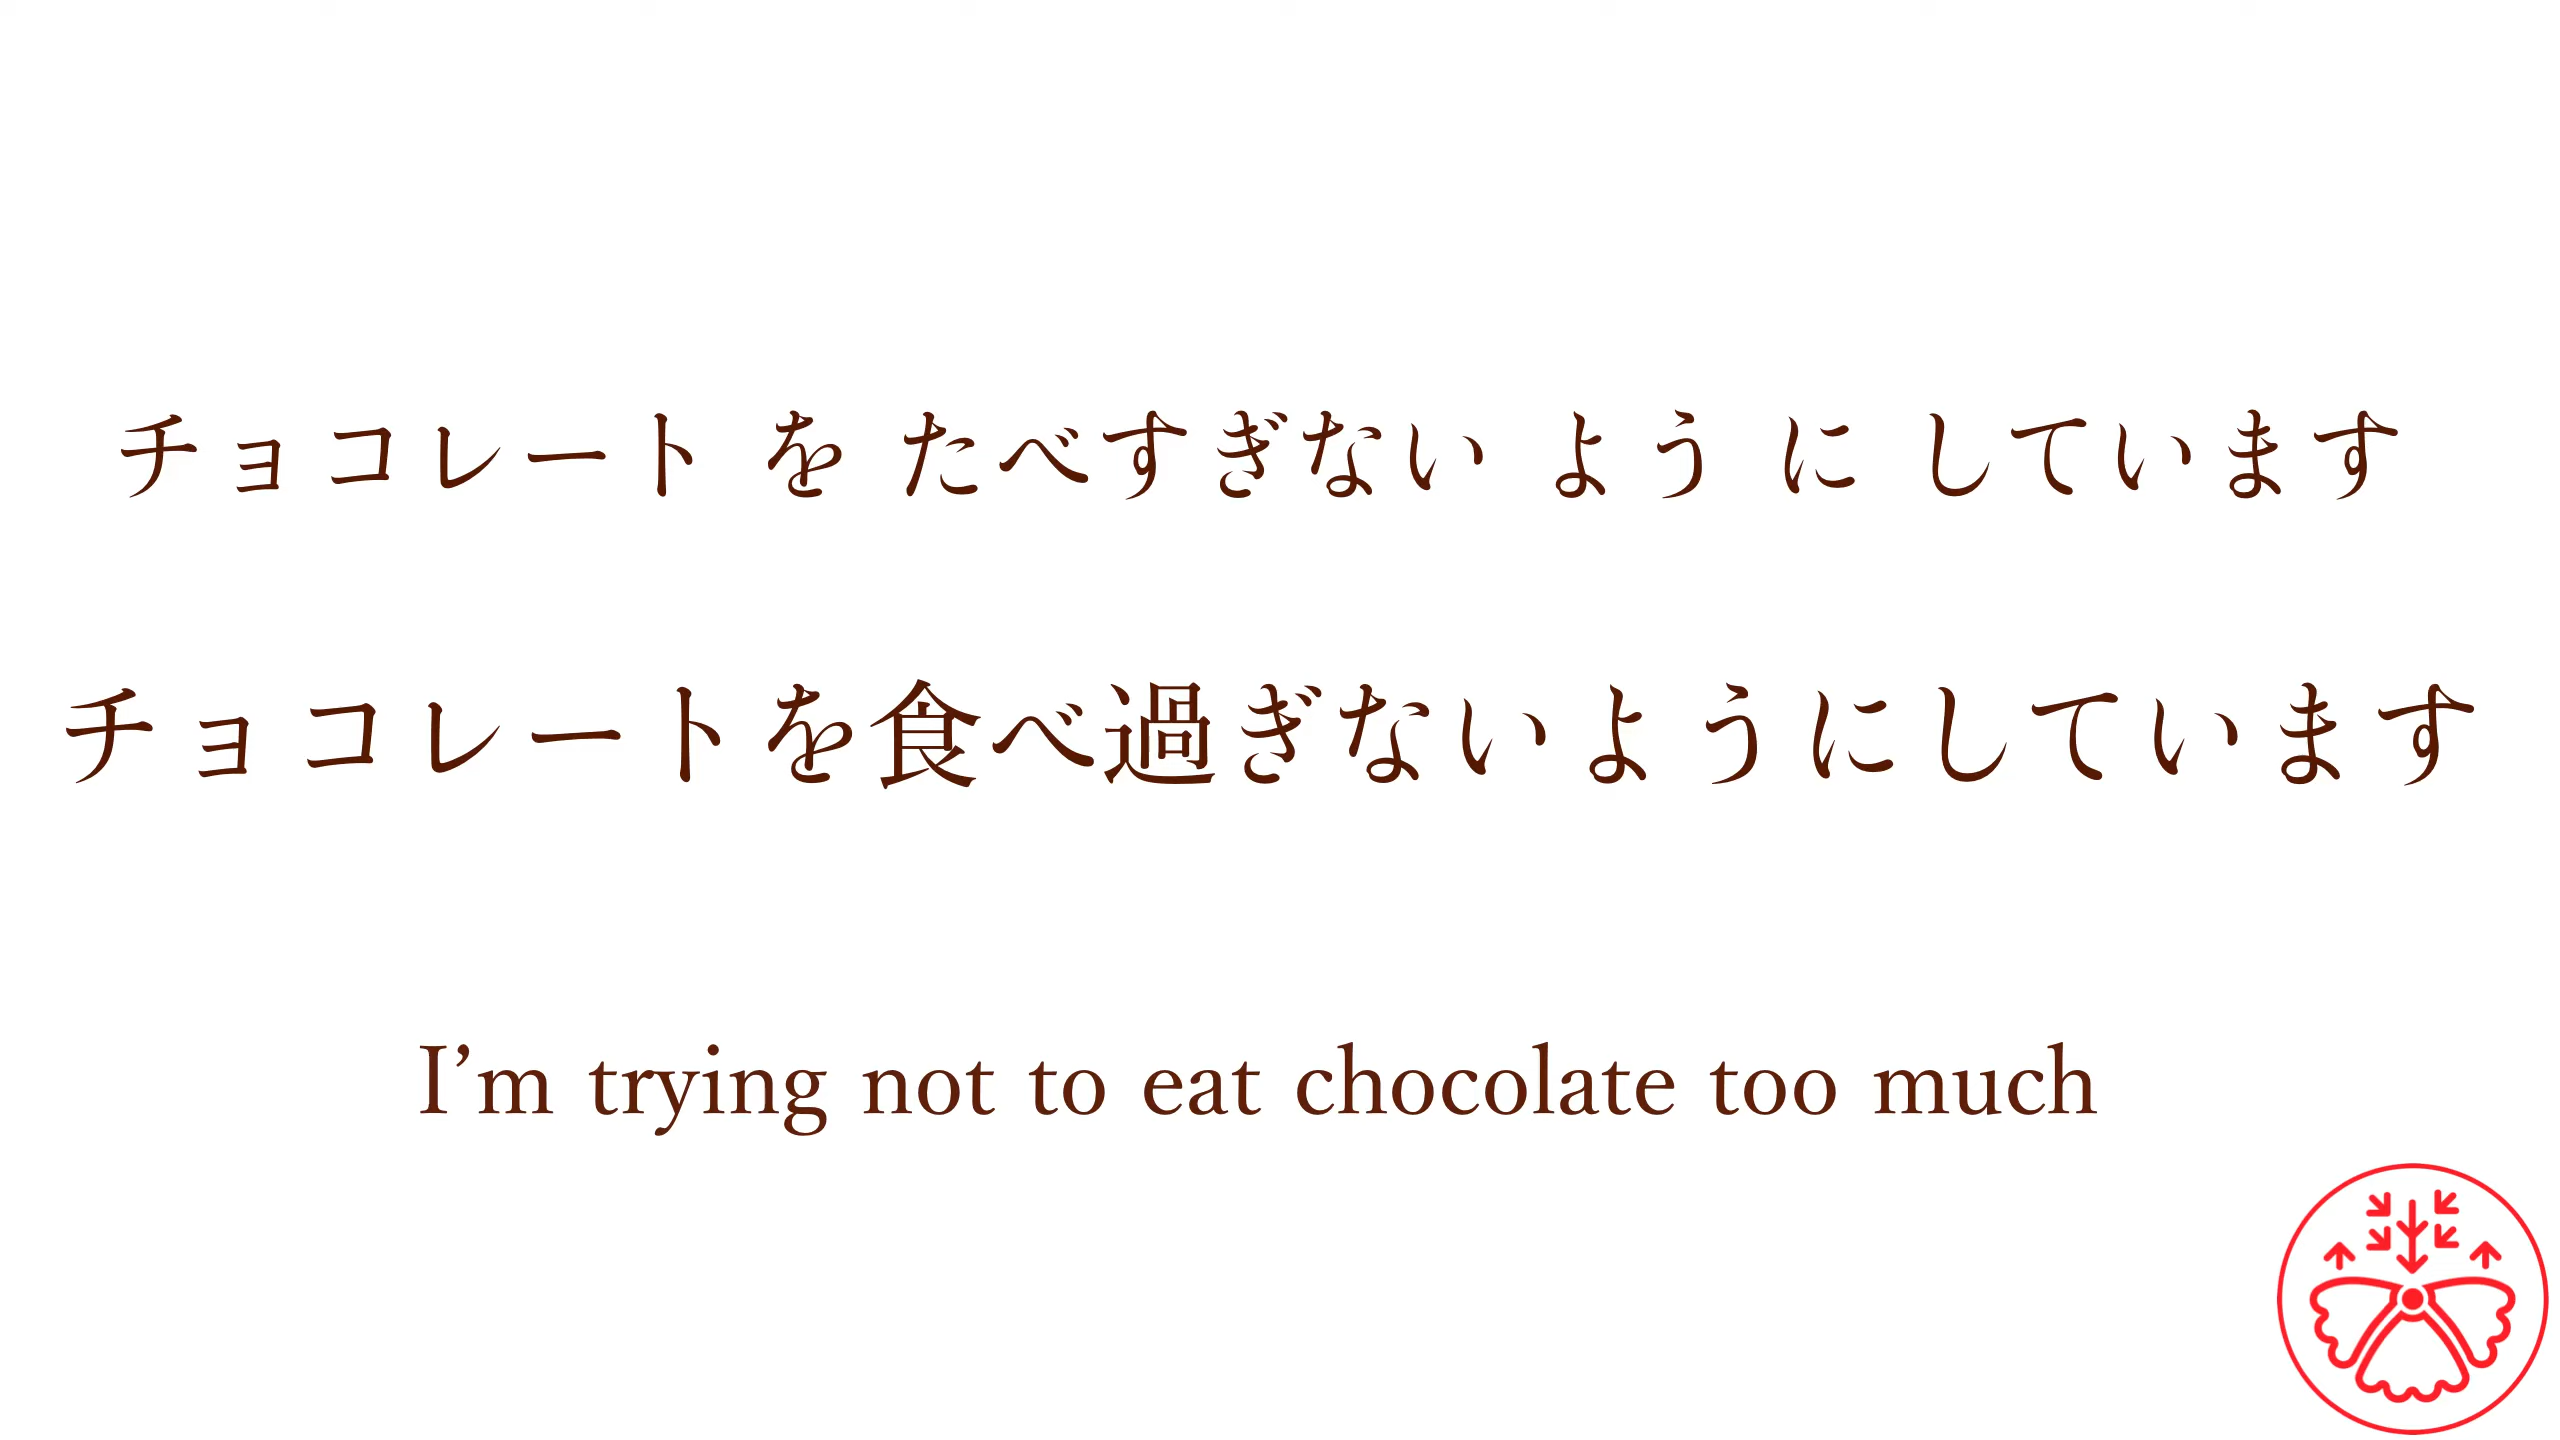 チョコレート を たべすぎない よう に しています
チョコレートを食べ過ぎないようにしています
I’m trying not to eat chocolate too much